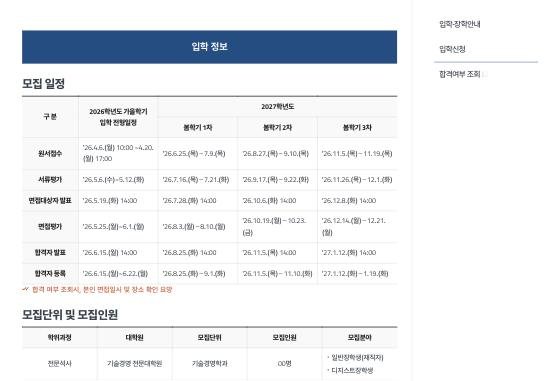 입학 정보
입학·장학안내
입학신청
합격여부 조회
모집 일정
구 분
2026학년도 가을학기
입학 전형일정
2027학년도
봄학기 1차
봄학기 2차
봄학기 3차
원서접수
'26.4.6.(월) 10:00 ~4.20.
(월) 17:00
'26.6.25.(목) ~ 7.9.(목)
'26.8.27.(목) ~ 9.10.(목)
'26.11.5.(목) ~ 11.19.(목)
서류평가
'26.5.6.(수)~5.12.(화)
'26.7.16.(목) ~ 7.21.(화)
'26.9.17.(목) ~ 9.22.(화)
'26.11.26.(목) ~ 12.1.(화)
면접대상자 발표
'26.5.19.(화) 14:00
'26.7.28.(화) 14:00
'26.10.6.(화) 14:00
'26.12.8.(화) 14:00
면접평가
'26.5.25.(월)~6.1.(월)
'26.8.3.(월) ~8.10.(월)
'26.10.19.(월) ~ 10.23.
(금)
'26.12.14.(월) ~ 12.21.
(월)
합격자 발표
'26.6.15.(월) 14:00
'26.8.25.(화) 14:00
'26.11.5.(목) 14:00
'27.1.12.(화) 14:00
합격자 등록
'26.6.15.(월)~6.22.(월)
'26.8.25.(화) ~ 9.1.(화)
'26.11.5.(목) ~ 11.10.(화)
'27.1.12.(화) ~ 1.19.(화)
합격 여부 조회시, 본인 면접일시 및 장소 확인 요망
모집단위 및 모집인원
학위과정
대학원
모집단위
모집인원
모집분야
전문석사
기술경영 전문대학원
기술경영학과
00명
· 일반장학생(재직자)
· 디지스트장학생